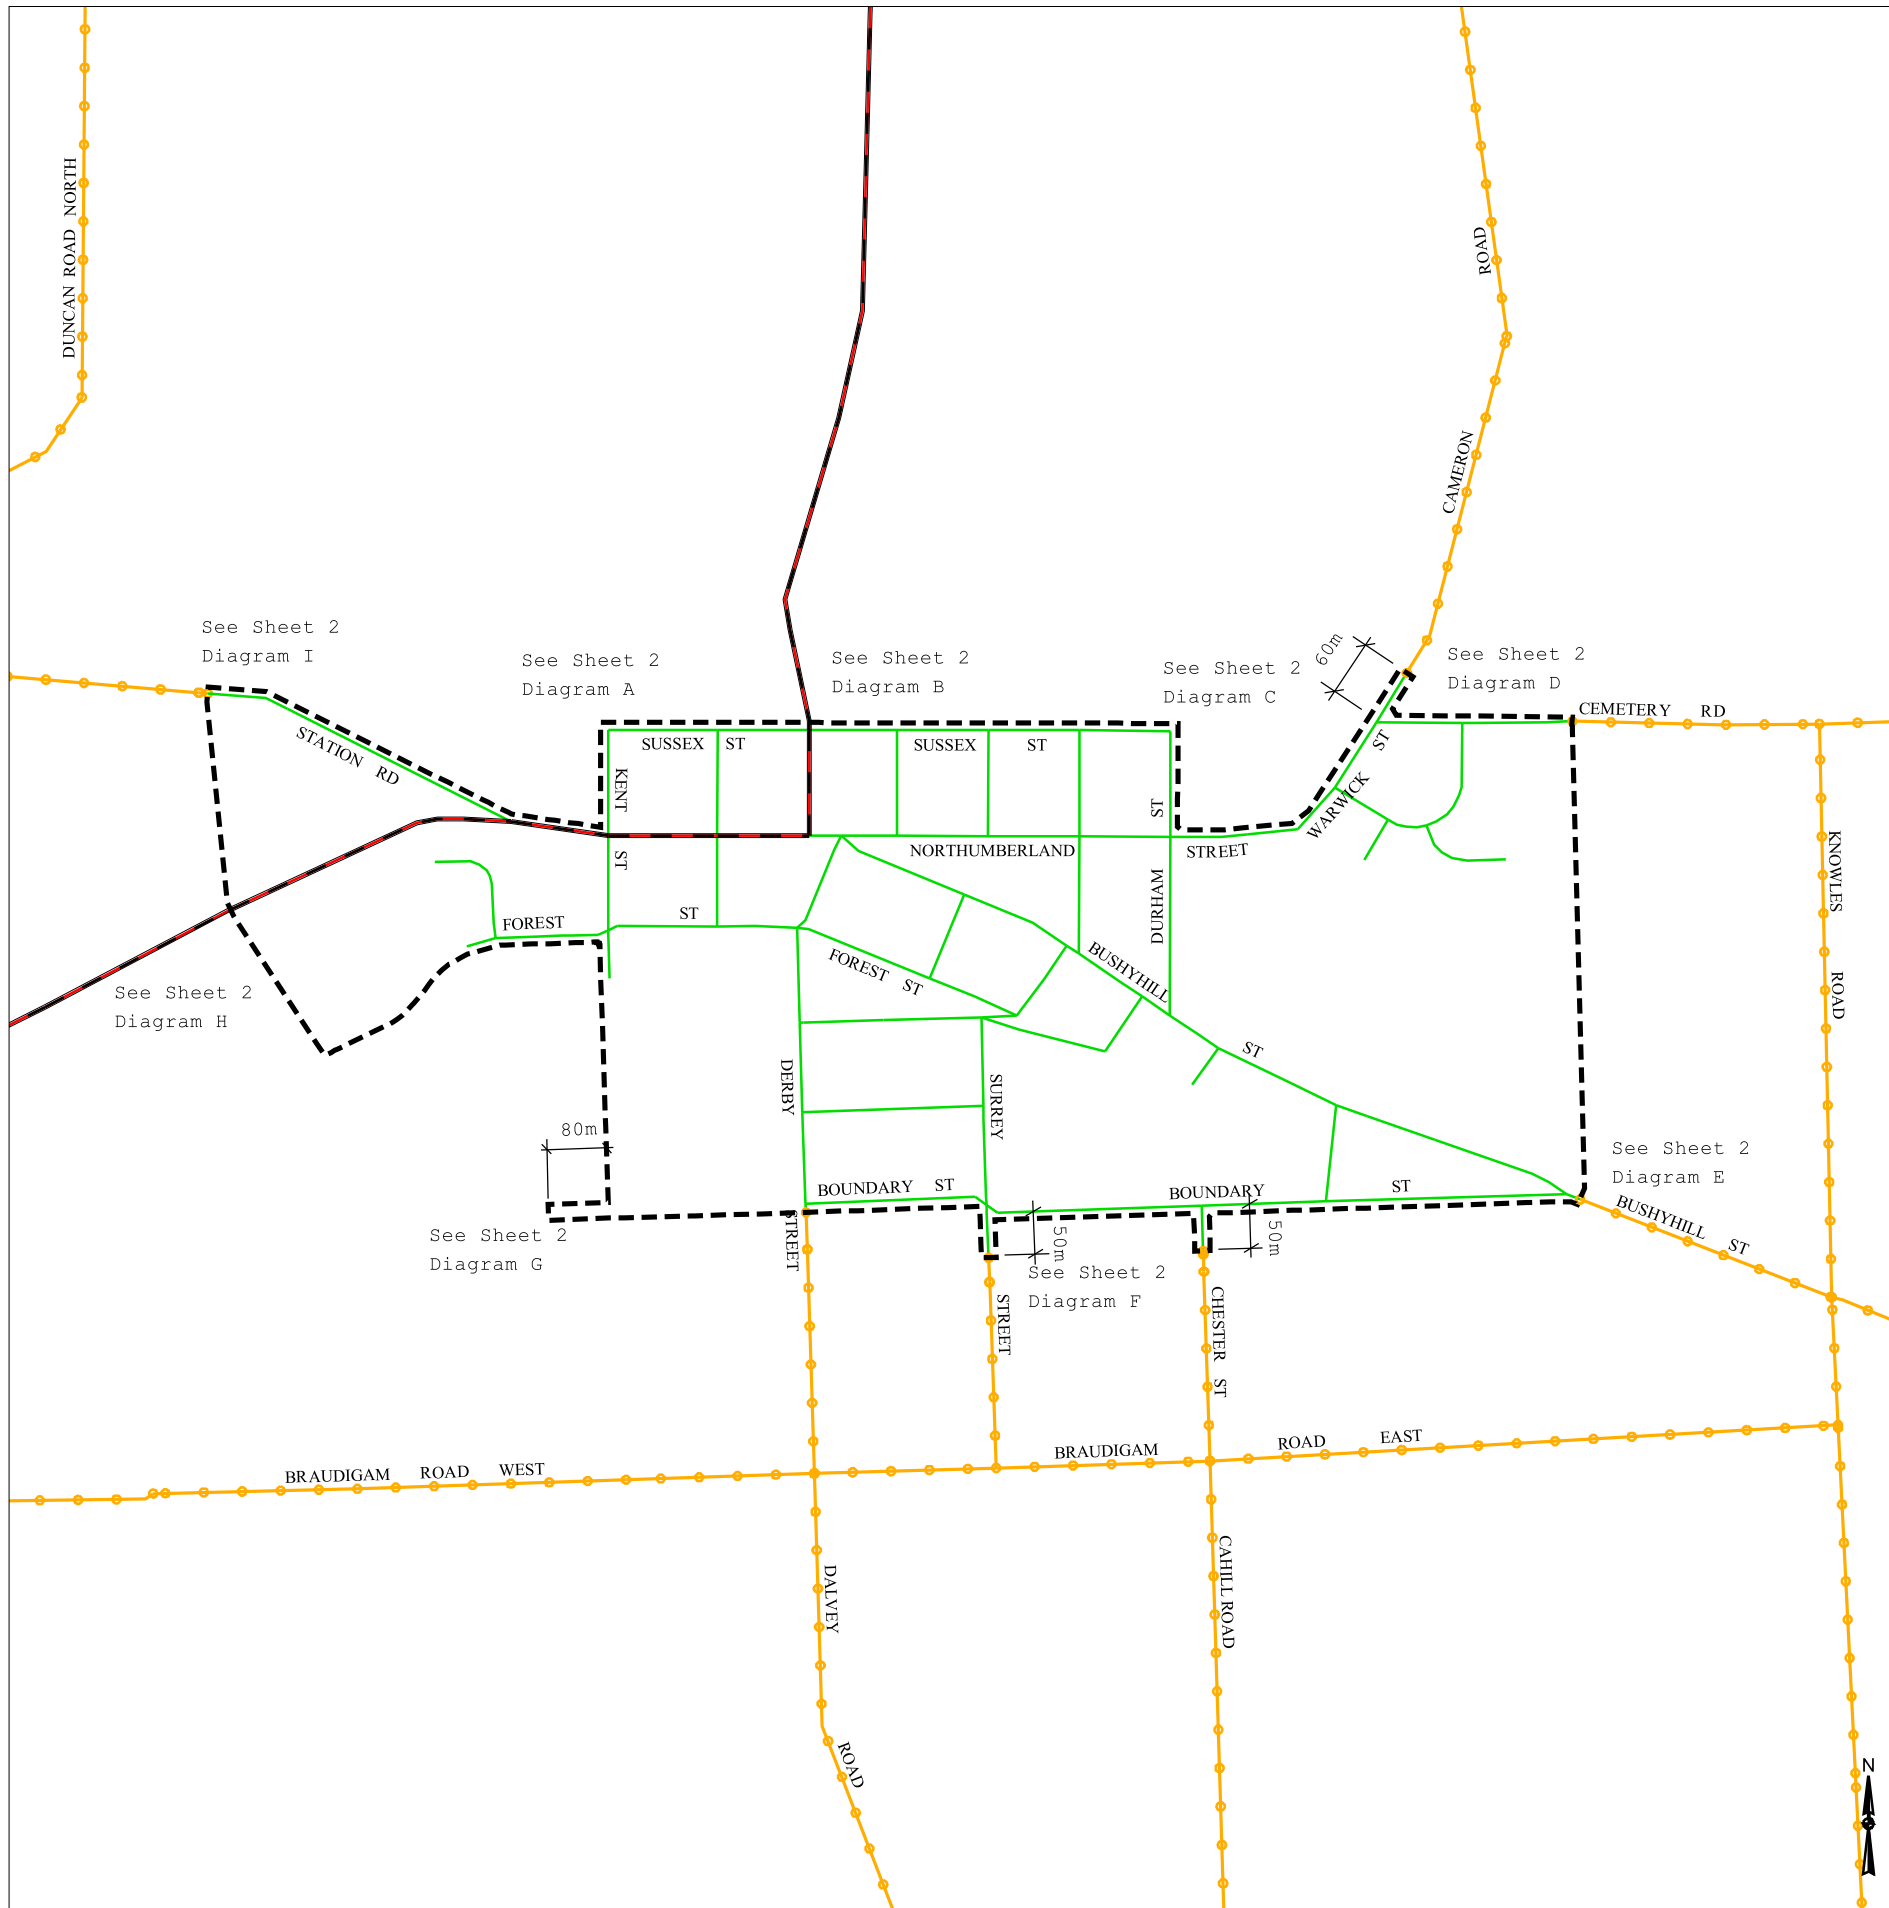 DUNCAN ROAD NORTH
ROAD
CAMERON
See Sheet 2
Diagram I
See Sheet 2
Diagram A
See Sheet 2
Diagram B
See Sheet 2
Diagram C
60m
See Sheet 2
Diagram D
CEMETERY RD
STATION RD
SUSSEX ST
SUSSEX ST
KENT
ST
ST
DURHAM
WARWICK
ST
NORTHUMBERLAND
STREET
KNOWLES
ROAD
FOREST
ST
FOREST ST
BUSHYHILL
ST
See Sheet 2
Diagram H
DERBY
STREET
SURREY
STREET
80m
See Sheet 2
Diagram G
BOUNDARY ST
BOUNDARY
ST
50m
50m
See Sheet 2
Diagram E
BUSHYHILL
ST
See Sheet 2
Diagram F
CHESTER ST
BRAUDIGAM ROAD WEST
BRAUDIGAM
ROAD EAST
DALVEY
ROAD
CAHILL ROAD
N